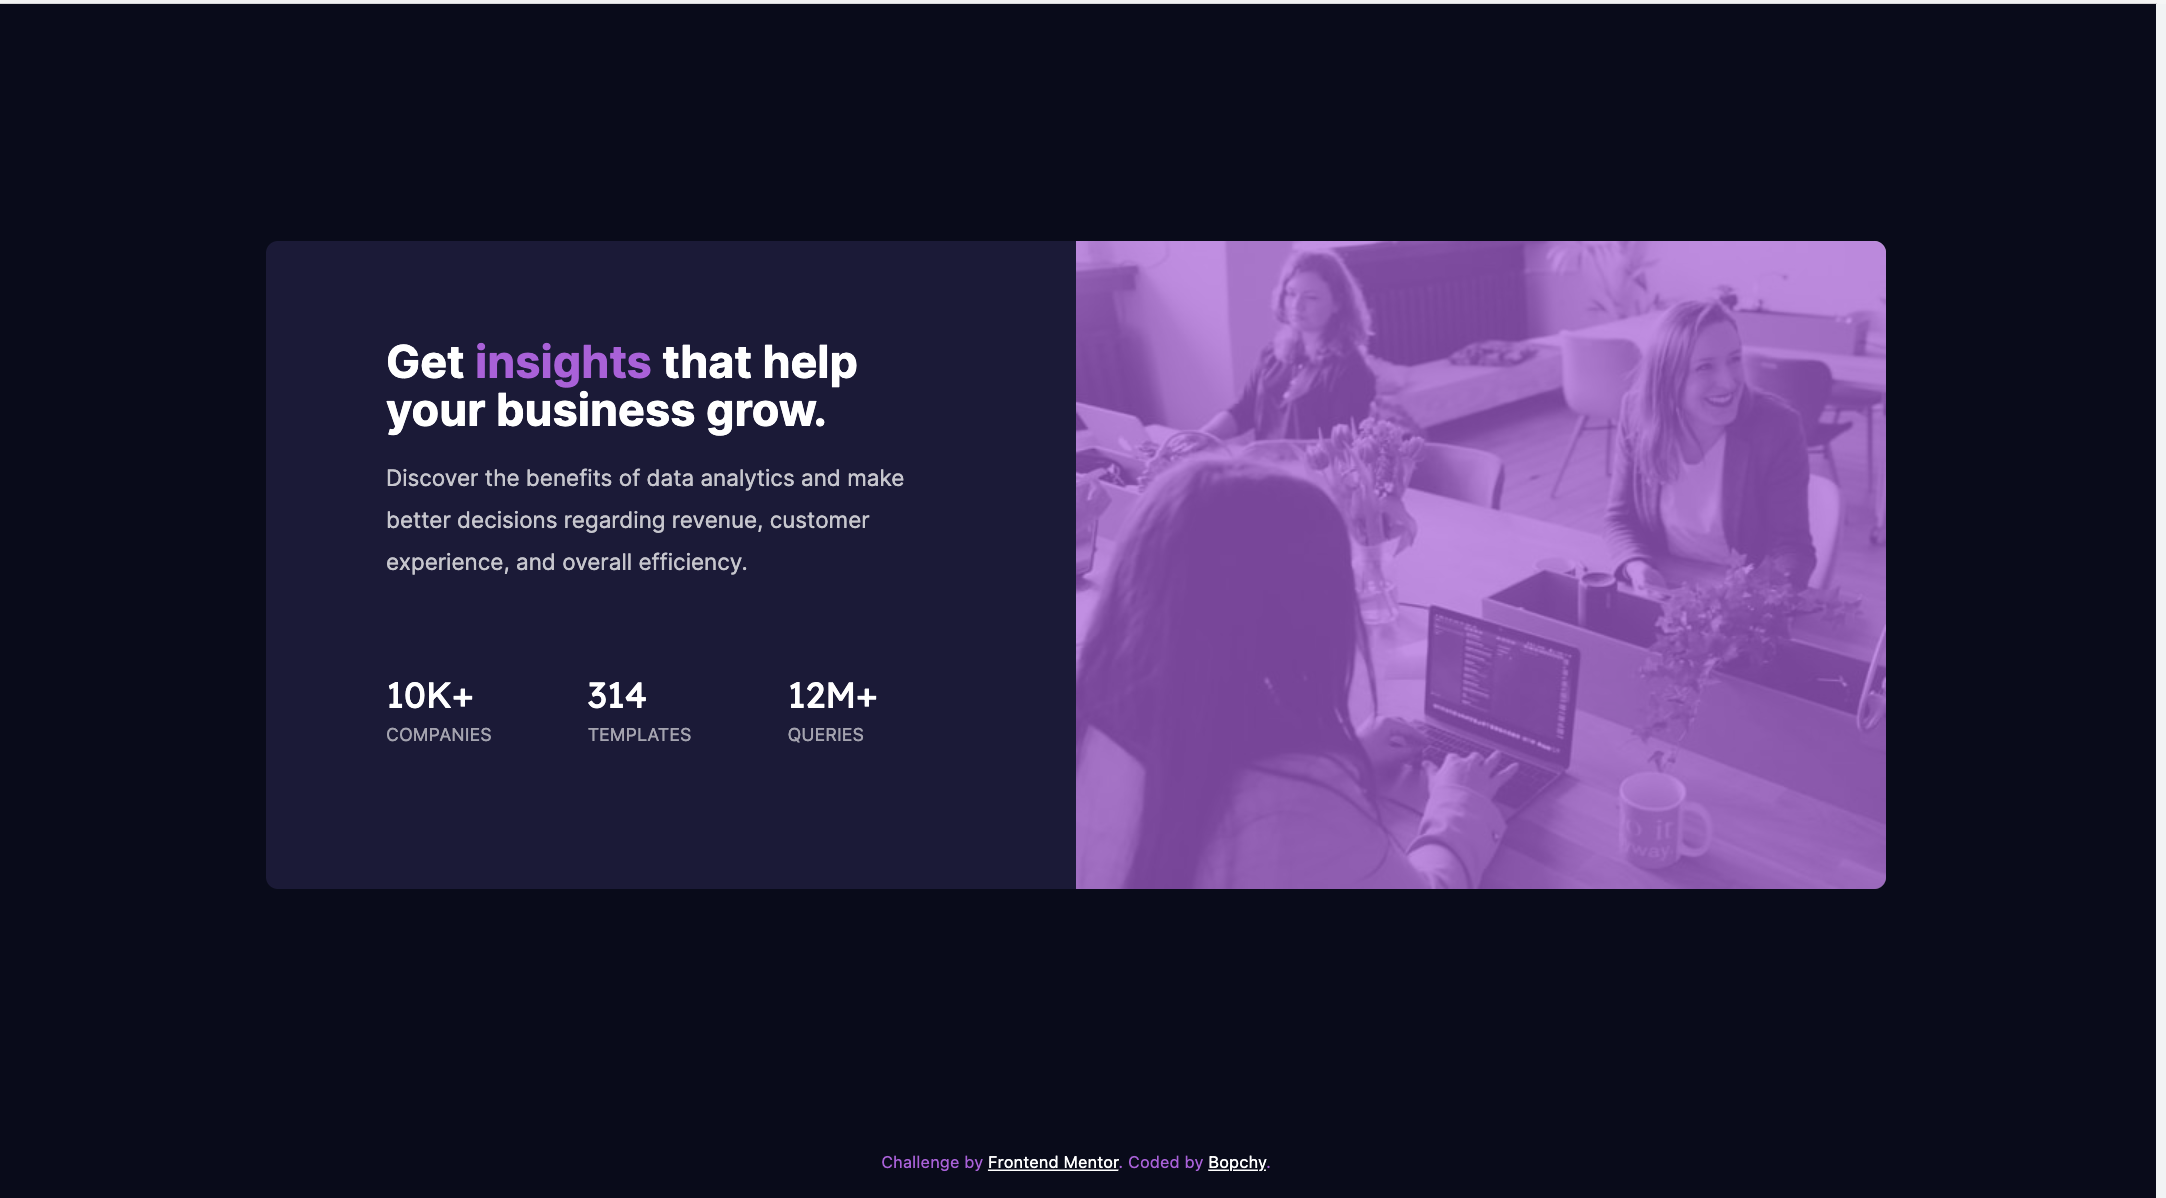 Get insights that help
your business grow.
Discover the benefits of data analytics and make
better decisions regarding revenue, customer
experience, and overall efficiency.
10K+ 314 12M+
COMPANIES TEMPLATES QUERIES
way
Challenge by Frontend Mentor. Coded by Bopchy.